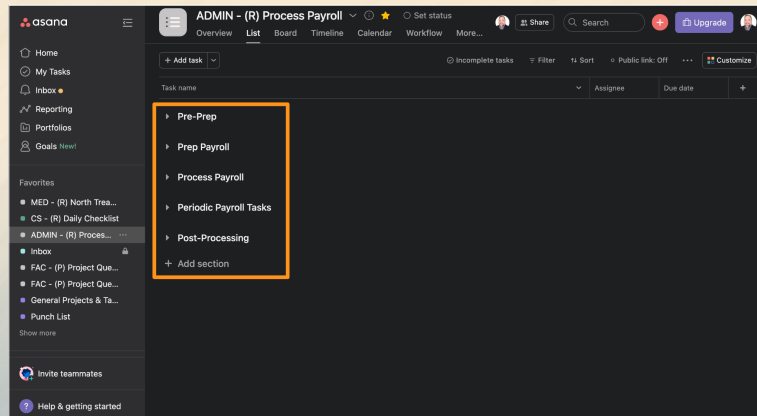 asana
Home
My Tasks
Inbox
Reporting
Portfolios
Goals New!
Favorites
MED - (R) North Trea...
CS - (R) Daily Checklist
ADMIN - (R) Proces... ...
Inbox
FAC - (P) Project Que...
FAC - (P) Project Que...
General Projects & Ta...
Punch List
Show more
Invite teammates
? Help & getting started
ADMIN - (R) Process Payroll
Set status
Share
Search
Upgrade
Overview List Board Timeline Calendar Workflow More...
+ Add task
Incomplete tasks Filter Sort Public link: Off ... Customize
Task name Assignee Due date +
Pre-Prep
Prep Payroll
Process Payroll
Periodic Payroll Tasks
Post-Processing
+ Add section